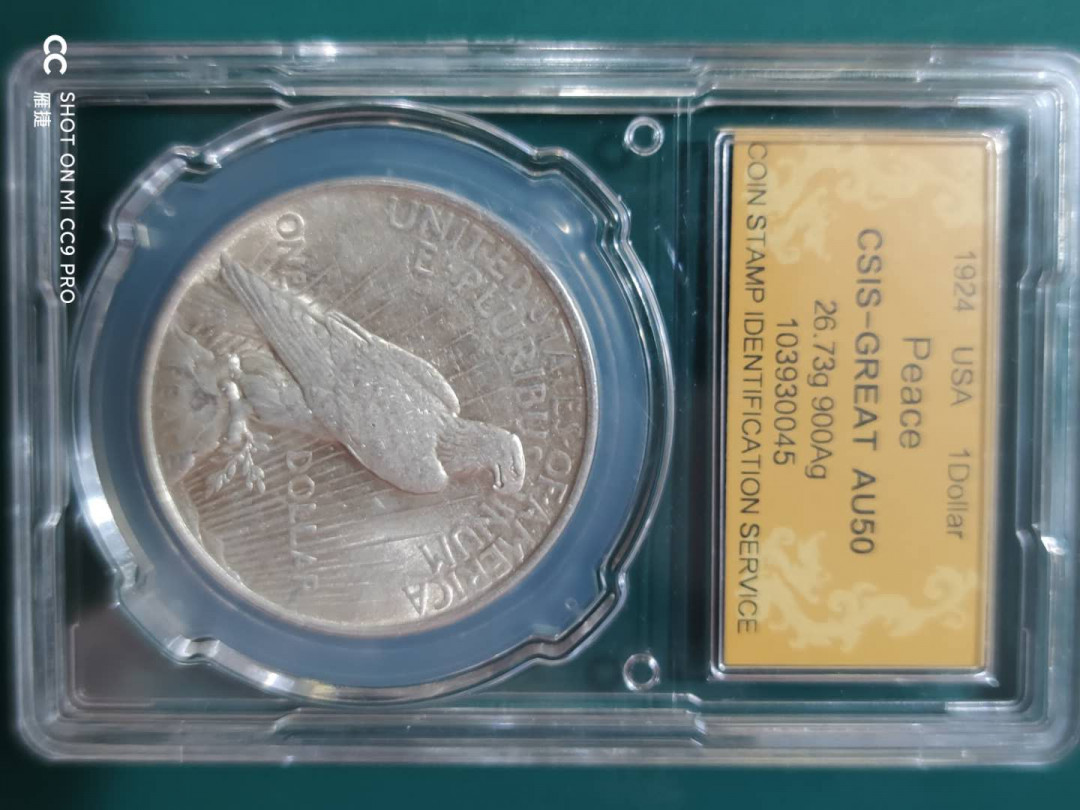 1924 USA 1Dollar
Peace
CSIS-GREAT AU50
26.73g 900Ag
103930045
COIN STAMP IDENTIFICATION SERVICE
UNITED STATES OF AMERICA
E·PLURIBUS
UNUM
ONE
DOLLAR
SHOT ON MI CC9 PRO
雁捷